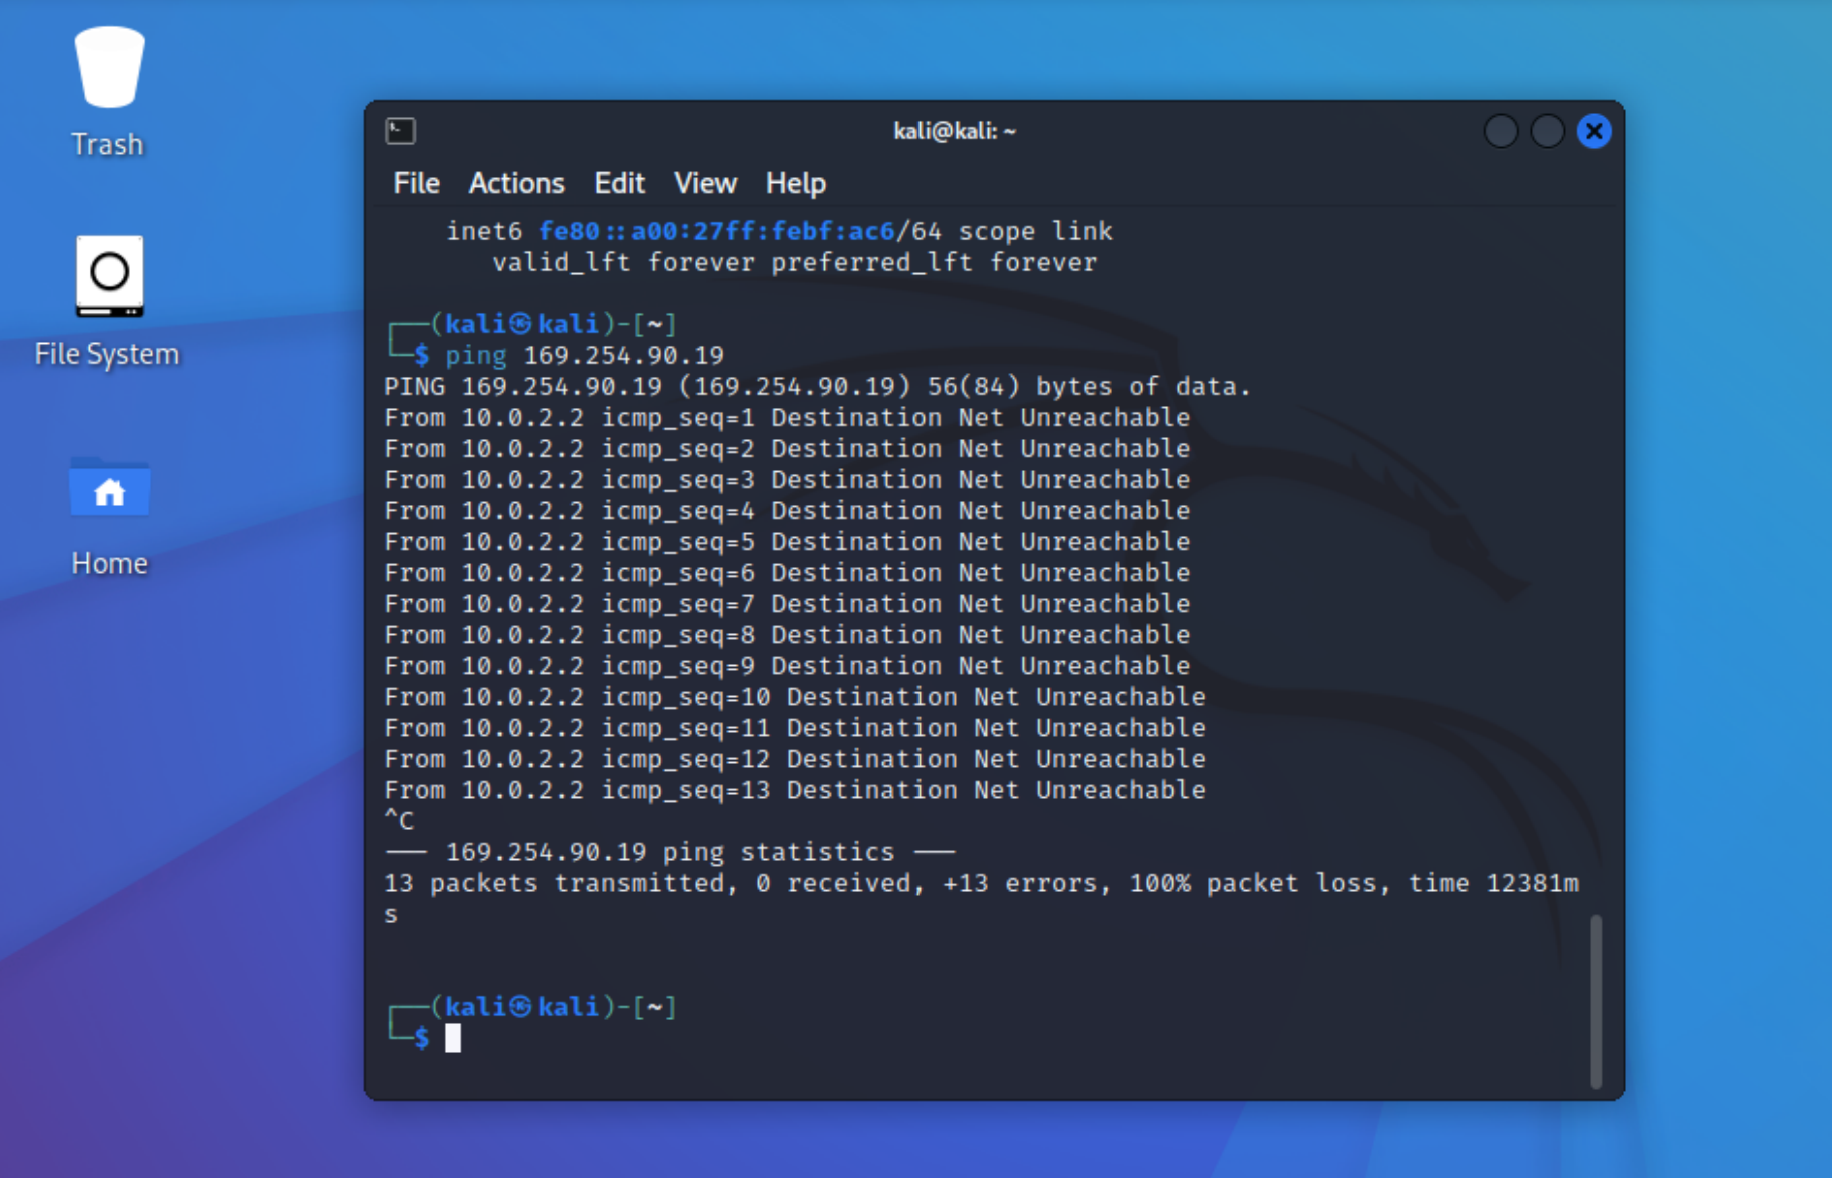 Trash
File System
Home
kali@kali: ~
File Actions Edit View Help
inet6 fe80::a00:27ff:febf:ac6/64 scope link
valid_lft forever preferred_lft forever
┌──(kali㉿kali)-[~]
└─$ ping 169.254.90.19
PING 169.254.90.19 (169.254.90.19) 56(84) bytes of data.
From 10.0.2.2 icmp_seq=1 Destination Net Unreachable
From 10.0.2.2 icmp_seq=2 Destination Net Unreachable
From 10.0.2.2 icmp_seq=3 Destination Net Unreachable
From 10.0.2.2 icmp_seq=4 Destination Net Unreachable
From 10.0.2.2 icmp_seq=5 Destination Net Unreachable
From 10.0.2.2 icmp_seq=6 Destination Net Unreachable
From 10.0.2.2 icmp_seq=7 Destination Net Unreachable
From 10.0.2.2 icmp_seq=8 Destination Net Unreachable
From 10.0.2.2 icmp_seq=9 Destination Net Unreachable
From 10.0.2.2 icmp_seq=10 Destination Net Unreachable
From 10.0.2.2 icmp_seq=11 Destination Net Unreachable
From 10.0.2.2 icmp_seq=12 Destination Net Unreachable
From 10.0.2.2 icmp_seq=13 Destination Net Unreachable
^C
--- 169.254.90.19 ping statistics ---
13 packets transmitted, 0 received, +13 errors, 100% packet loss, time 12381m
s
┌──(kali㉿kali)-[~]
└─$